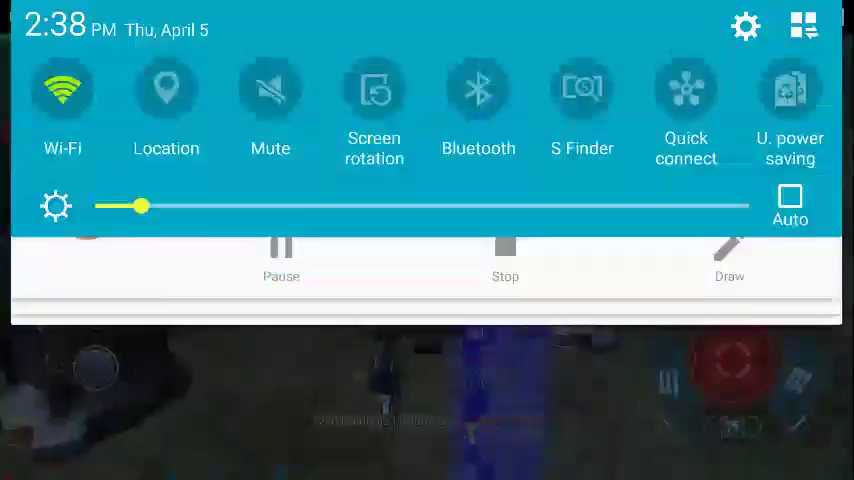 2:38 PM Thu, April 5
Wi-Fi
Location
Mute
Screen
rotation
Bluetooth
S Finder
Quick
connect
U. power
saving
Auto
Pause
Stop
Draw